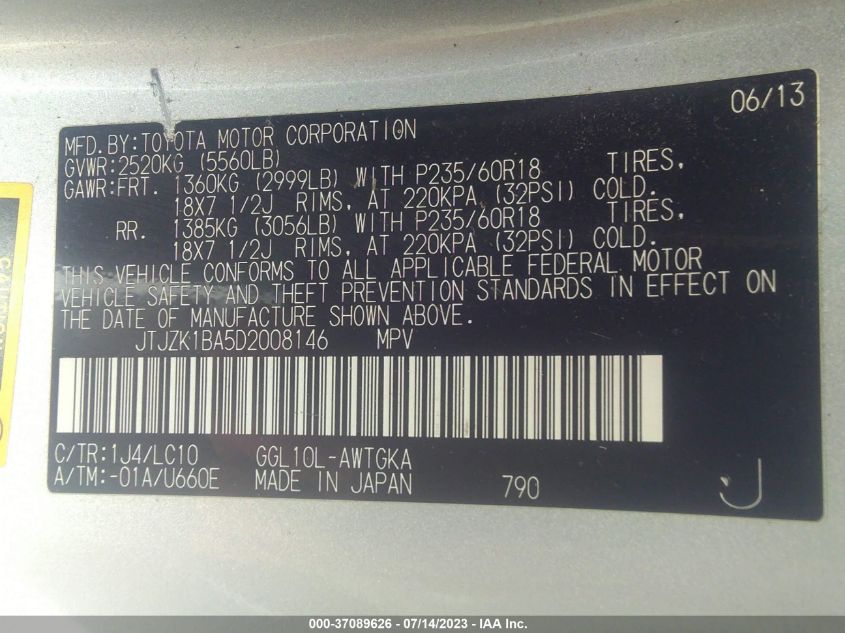 06/13
MFD.BY:TOYOTA MOTOR CORPORATION
GVWR:2520KG (5560LB)
GAWR:FRT. 1360KG (2999LB) WITH P235/60R18 TIRES,
18X7 1/2J RIMS, AT 220KPA (32PSI) COLD.
RR. 1385KG (3056LB) WITH P235/60R18 TIRES,
18X7 1/2J RIMS, AT 220KPA (32PSI) COLD.
THIS VEHICLE CONFORMS TO ALL APPLICABLE FEDERAL MOTOR
VEHICLE SAFETY AND THEFT PREVENTION STANDARDS IN EFFECT ON
THE DATE OF MANUFACTURE SHOWN ABOVE.
JTJZK1BA5D2008146 MPV
C/TR:1J4/LC10 GGL10L-AWTGKA
A/TM:-01A/U660E MADE IN JAPAN 790
J
000-37089626 - 07/14/2023 - IAA Inc.